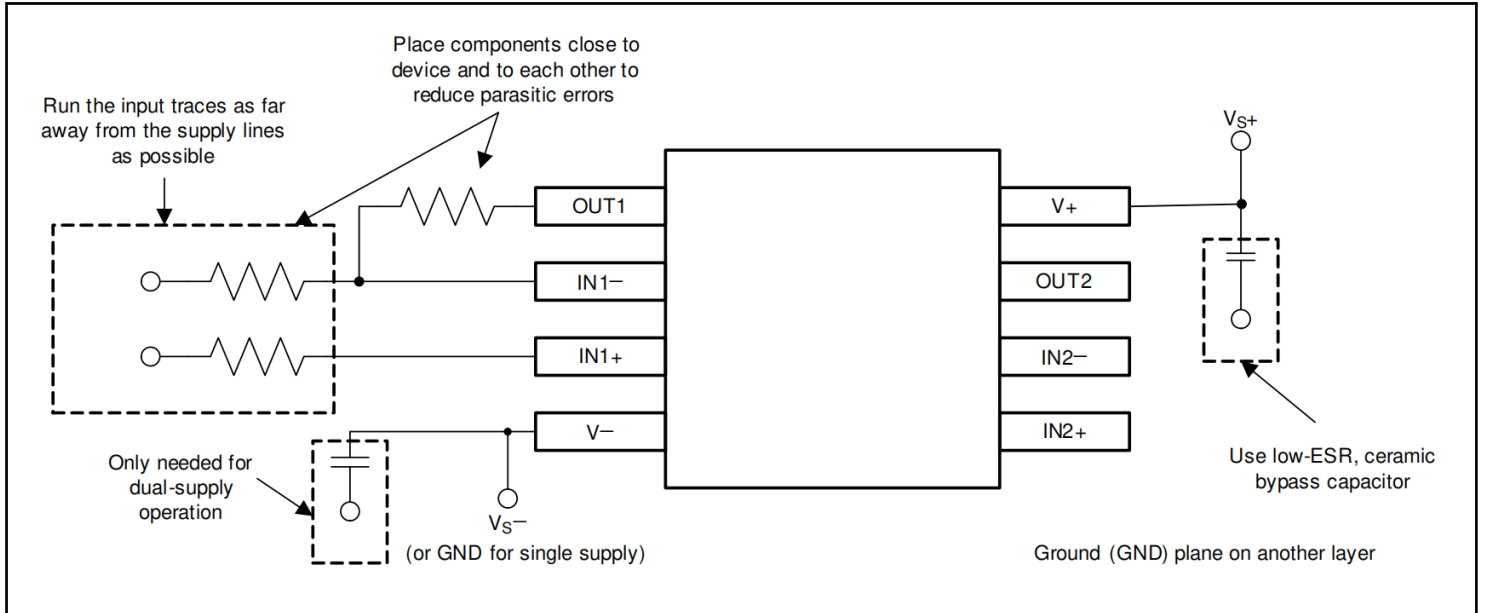 Place components close to
device and to each other to
reduce parasitic errors
Run the input traces as far
away from the supply lines
as possible
VS+
OUT1
V+
IN1−
OUT2
IN1+
IN2−
V−
IN2+
Only needed for
dual-supply
operation
VS−
(or GND for single supply)
Use low-ESR, ceramic
bypass capacitor
Ground (GND) plane on another layer